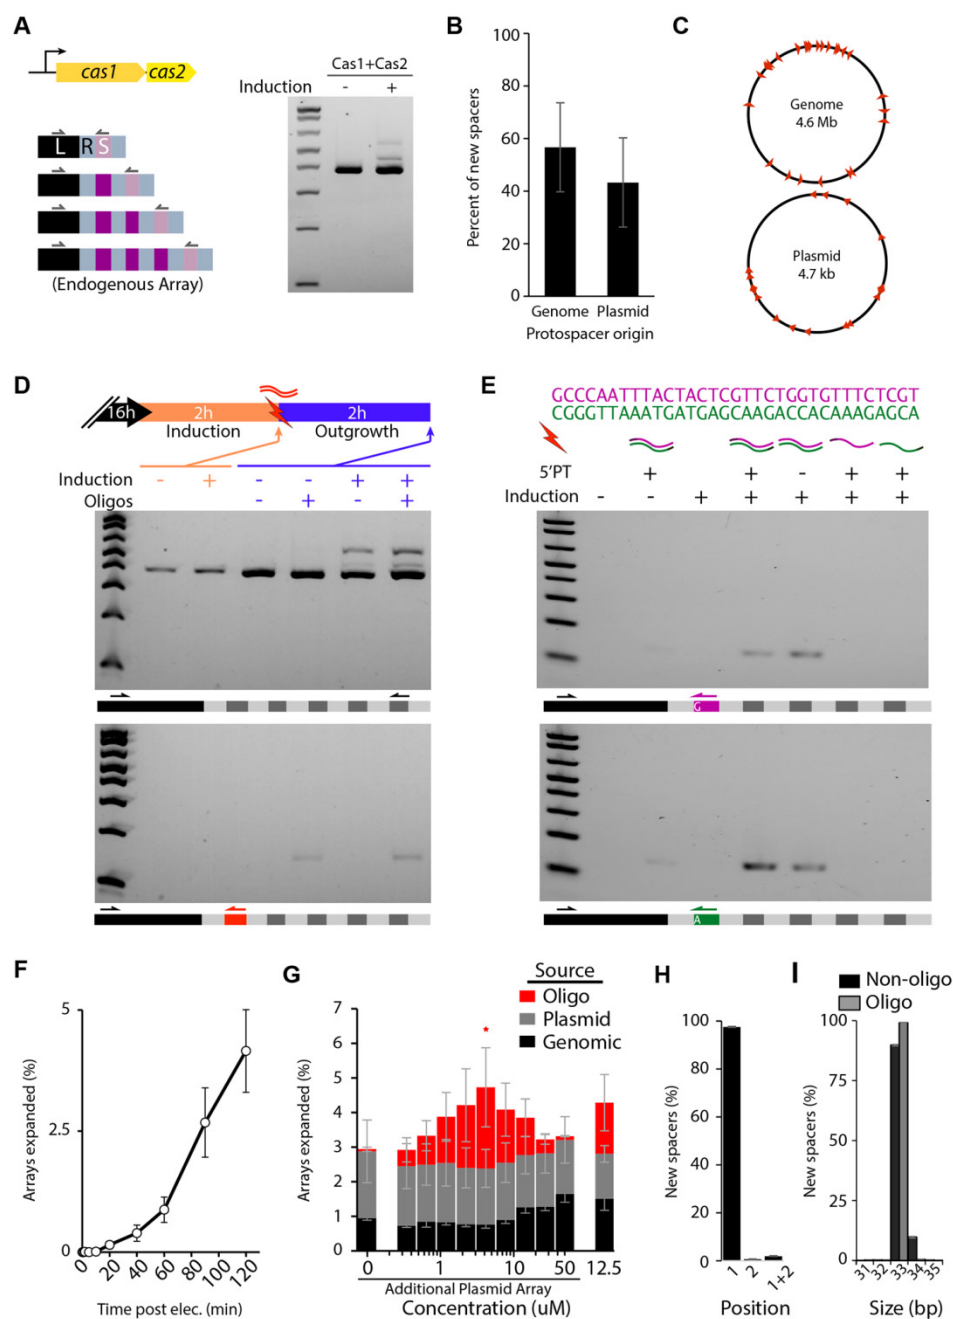 A
cas1 cas2
L R S
(Endogenous Array)
Cas1+Cas2
Induction - +
B
100
80
60
40
20
0
Percent of new spacers
Genome Plasmid
Protospacer origin
C
Genome
4.6 Mb
Plasmid
4.7 kb
D
16h 2h 2h
Induction Outgrowth
Induction - + - - + +
Oligos - + - +
E
GCCCAATTTACTACTCGTTCTGGTGTTTCTCGT
CGGGTTAAATGATGAGCAAGACCACAAAGAGCA
5'PT + + - + +
Induction - - + + + + +
G
A
F
5
2.5
0
Arrays expanded (%)
0 20 40 60 80 100 120
Time post elec. (min)
G
Source
Oligo
Plasmid
Genomic
*
7
6
5
4
3
2
1
0
Arrays expanded (%)
0 1 10 50 12.5
Additional Plasmid Array
Concentration (uM)
H
100
80
60
40
20
0
New spacers (%)
1 2 1+2
Position
I
Non-oligo
Oligo
100
75
50
25
0
New spacers (%)
31 32 33 34 35
Size (bp)